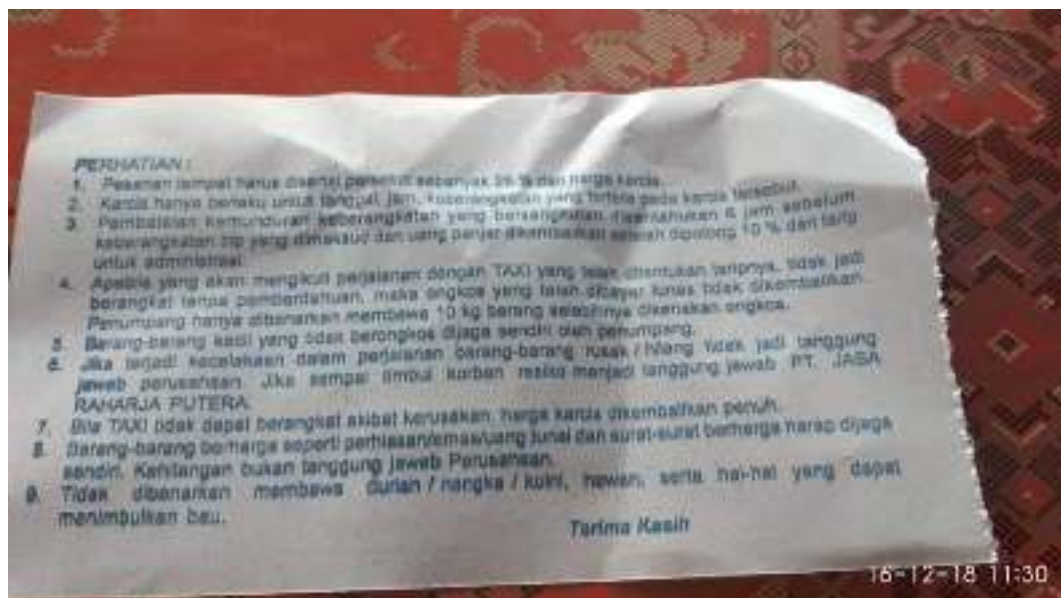 PERHATIAN :
1. Pesanan tempat harus disertai persekot sebanyak 25 % dari harga karcis.
2. Karcis hanya berlaku untuk tanggal, jam, keberangkatan yang tertera pada karcis tersebut.
3. Pembatalan Kemunduran keberangkatan yang bersangkutan diberitahukan 6 jam sebelum
keberangkatan trip yang dimaksud dan uang panjar dikembalikan setelah dipotong 10 % dari tarip
untuk administrasi.
4. Apabila yang akan mengikuti perjalanan dengan TAXI yang telah ditentukan tripnya, tidak jadi
berangkat tanpa pemberitahuan, maka ongkos yang telah dibayar lunas tidak dikembalikan.
Penumpang hanya dibenarkan membawa 10 kg barang selebihnya dikenakan ongkos.
5. Barang-barang kecil yang tidak berongkos dijaga sendiri oleh penumpang.
6. Jika terjadi kecelakaan dalam perjalanan barang-barang rusak / hilang tidak jadi tanggung
jawab perusahaan. Jika sampai timbul korban resiko menjadi tanggung jawab PT. JASA
RAHARJA PUTERA.
7. Bila TAXI tidak dapat berangkat akibat kerusakan, harga karcis dikembalikan penuh.
8. Barang-barang berharga seperti perhiasan/emas/uang tunai dan surat-surat berharga harap dijaga
sendiri. Kehilangan bukan tanggung jawab Perusahaan.
9. Tidak dibenarkan membawa durian / nangka / kuini, hewan, serta hal-hal yang dapat
menimbulkan bau.
Terima Kasih
16-12-18 11:30